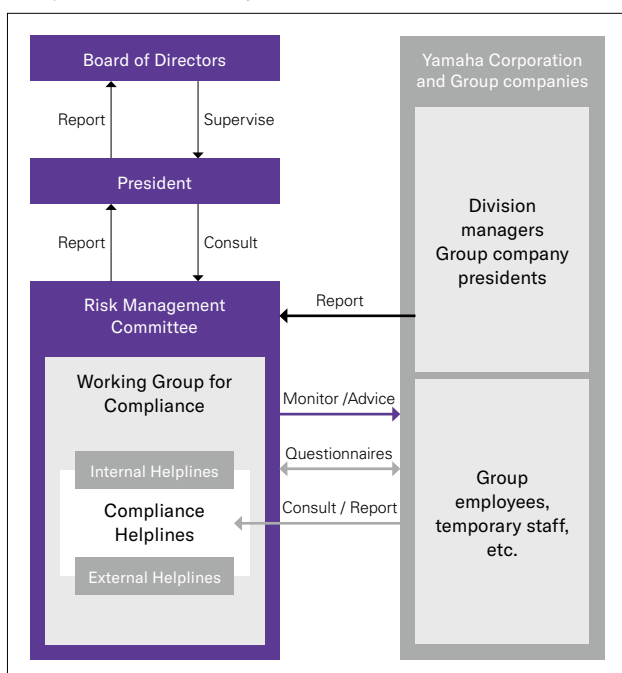 Board of Directors
Report
Supervise
President
Report
Consult
Risk Management
Committee
Working Group for
Compliance
Internal Helplines
Compliance
Helplines
External Helplines
Report
Monitor /Advice
Questionnaires
Consult / Report
Yamaha Corporation
and Group companies
Division
managers
Group company
presidents
Group
employees,
temporary staff,
etc.